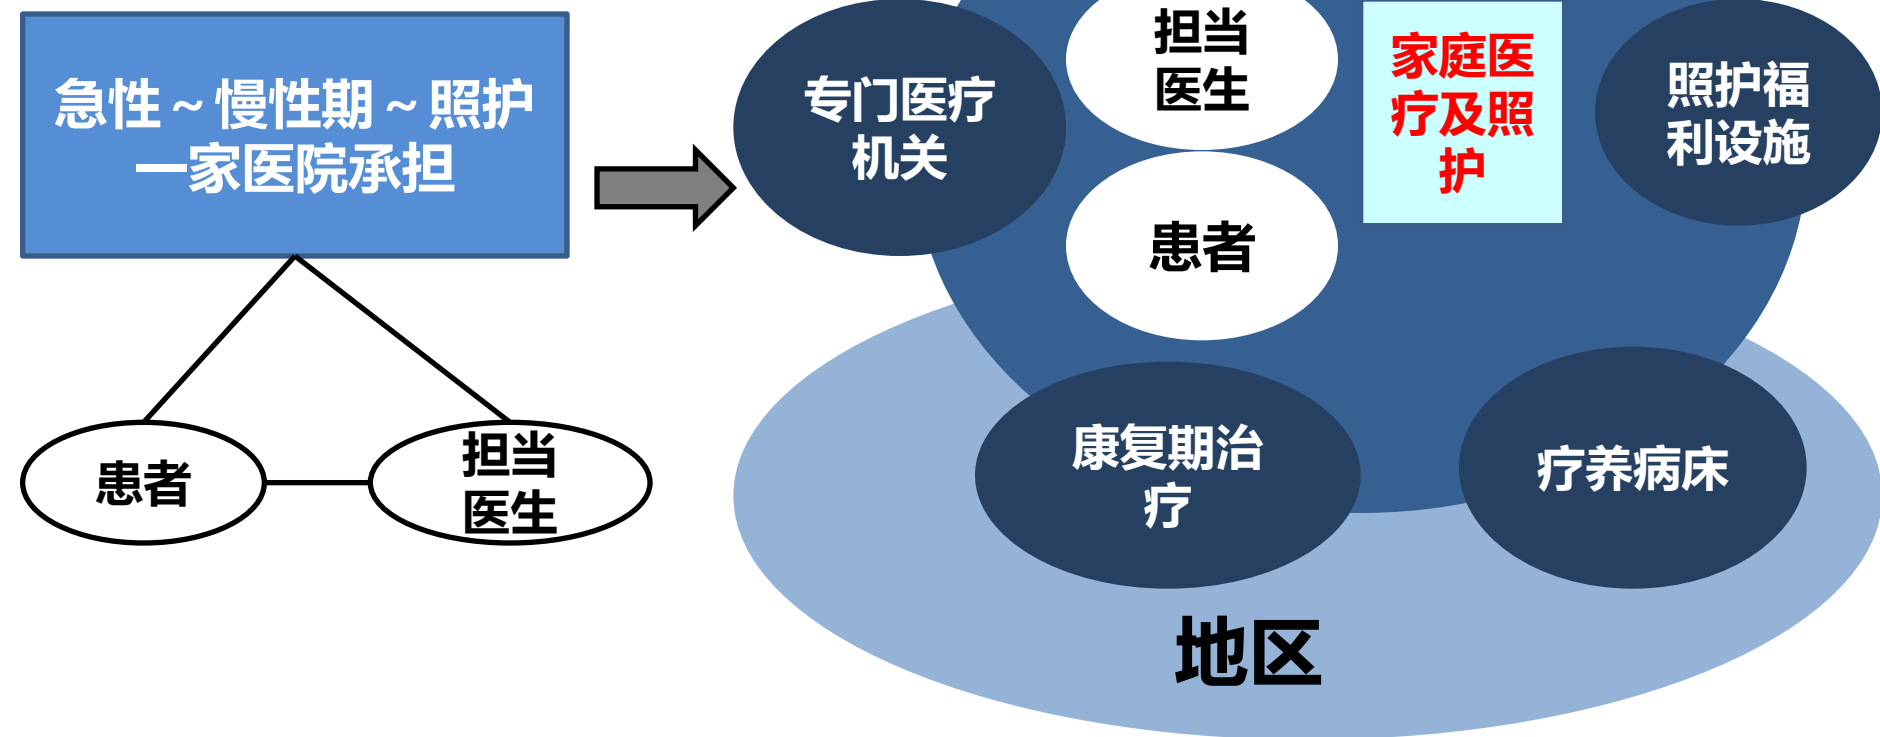 急性～慢性期～照护
一家医院承担
患者
担当
医生
专门医疗
机关
担当
医生
患者
家庭医
疗及照
护
照护福
利设施
康复期治
疗
疗养病床
地区